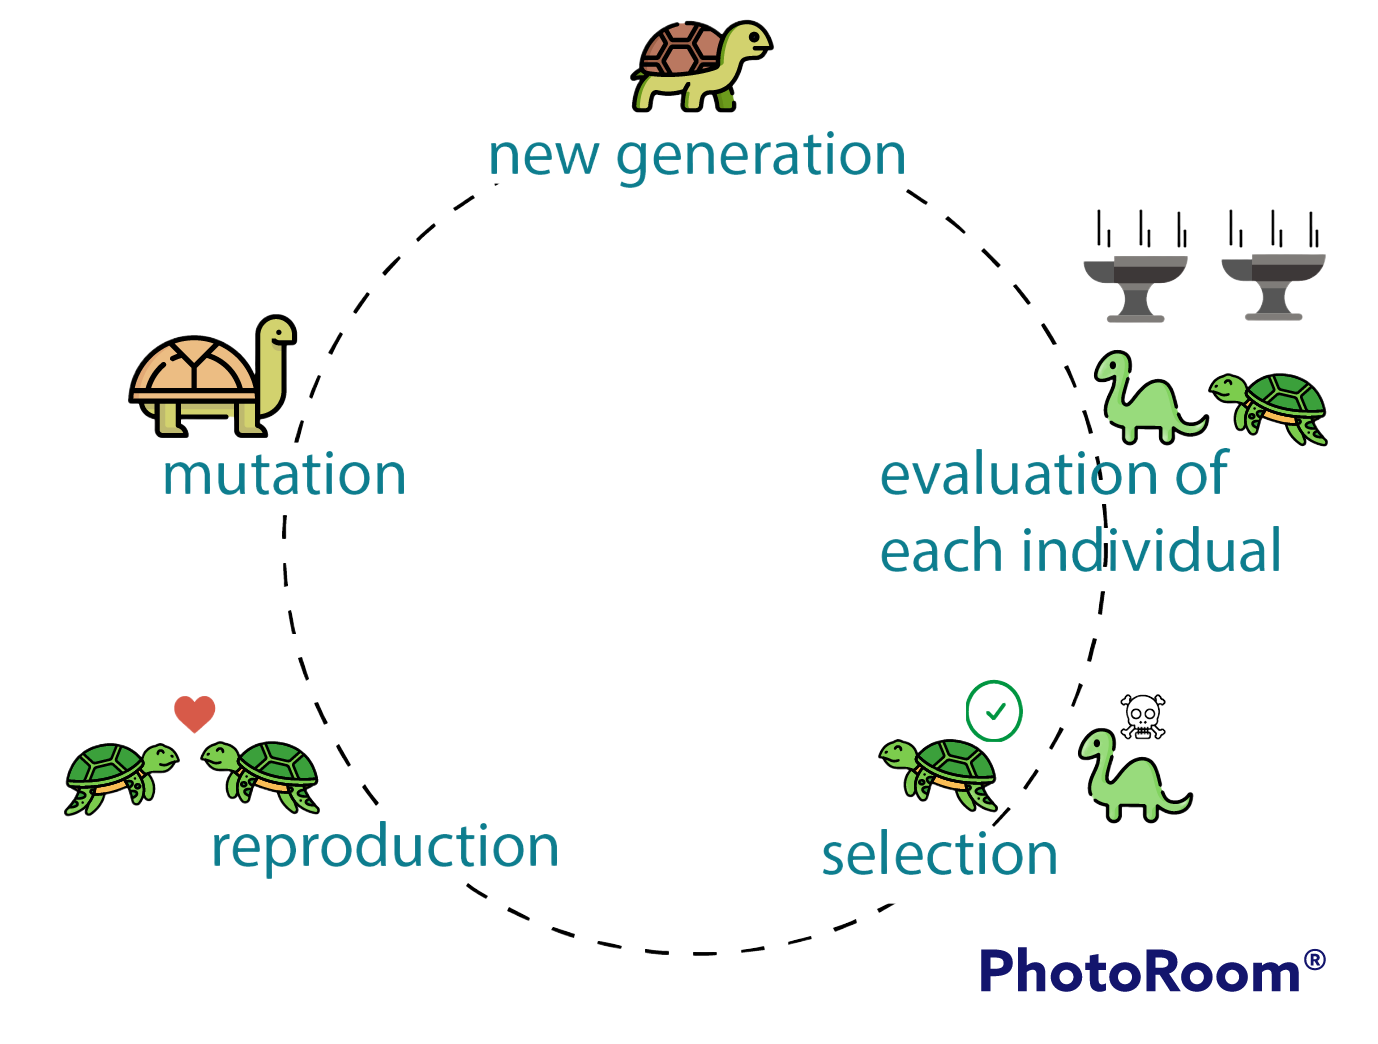 new generation
mutation
evaluation of
each individual
reproduction
selection
PhotoRoom®